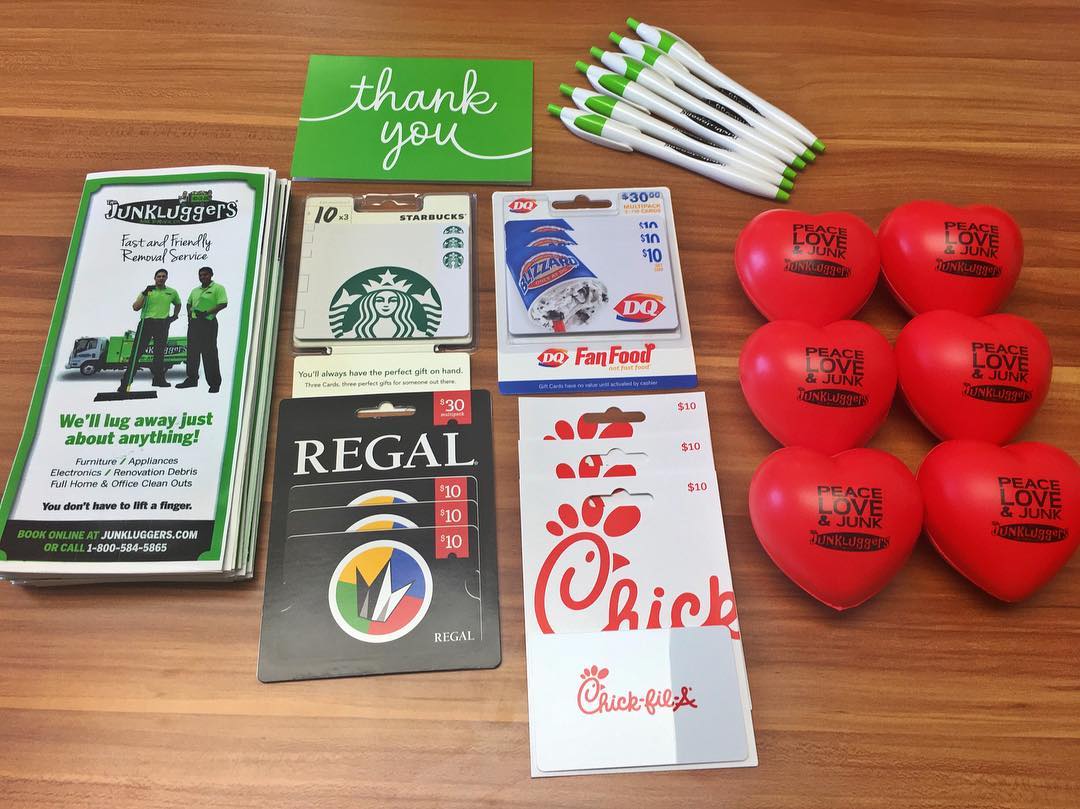 thank
you
JUNKLUGGERS
Fast and Friendly
Removal Service
We'll lug away just
about anything!
Furniture / Appliances
Electronics / Renovation Debris
Full Home & Office Clean Outs
You don't have to lift a finger.
BOOK ONLINE AT JUNKLUGGERS.COM
OR CALL 1-800-584-5865
10 x3
STARBUCKS
You'll always have the perfect gift on hand.
Three Cards, three perfect gifts for someone out there.
DQ
$30.00
MULTIPACK
$10
$10
$10
BLIZZARD
DQ
DQ Fan Food
not fast food
Gift Cards have no value until activated by cashier
$30
multipack
REGAL
$10
$10
$10
REGAL
$10
$10
$10
Chick
Chick-fil-A
PEACE
LOVE
& JUNK
JUNKLUGGERS
PEACE
LOVE
& JUNK
JUNKLUGGERS
PEACE
LOVE
& JUNK
JUNKLUGGERS
PEACE
LOVE
& JUNK
JUNKLUGGERS
PEACE
LOVE
& JUNK
JUNKLUGGERS
PEACE
LOVE
& JUNK
JUNKLUGGERS